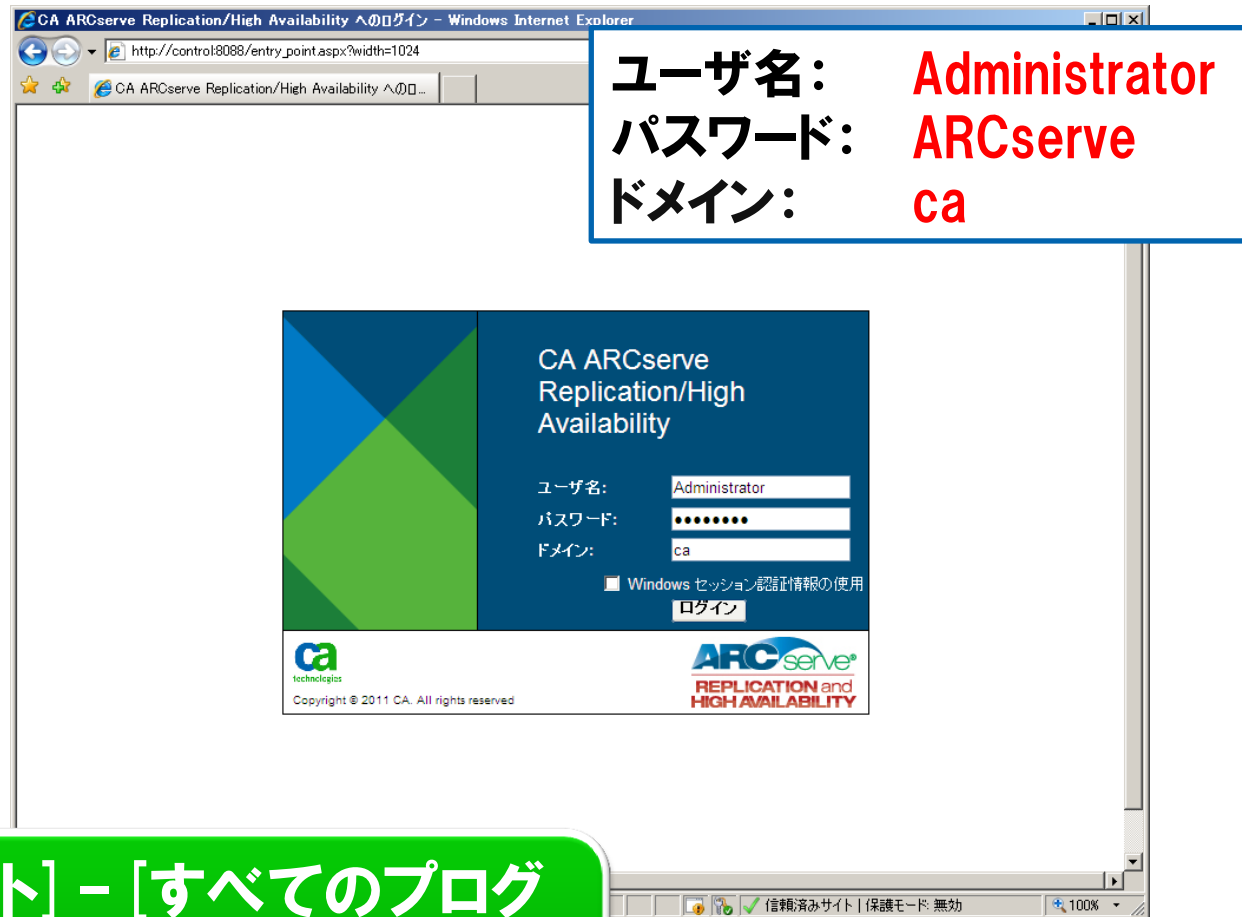 CA ARCserve Replication/High Availability へのログイン - Windows Internet Explorer
http://control:8088/entry_point.aspx?width=1024
CA ARCserve Replication/High Availability へのロ...
ユーザ名： Administrator
パスワード： ARCserve
ドメイン： ca
CA ARCserve
Replication/High
Availability
ユーザ名: Administrator
パスワード: ●●●●●●●●
ドメイン: ca
Windows セッション認証情報の使用
ログイン
ca
technologies
Copyright © 2011 CA. All rights reserved
ARCserve®
REPLICATION and
HIGH AVAILABILITY
ト] － [すべてのプログ
信頼済みサイト | 保護モード: 無効
100%